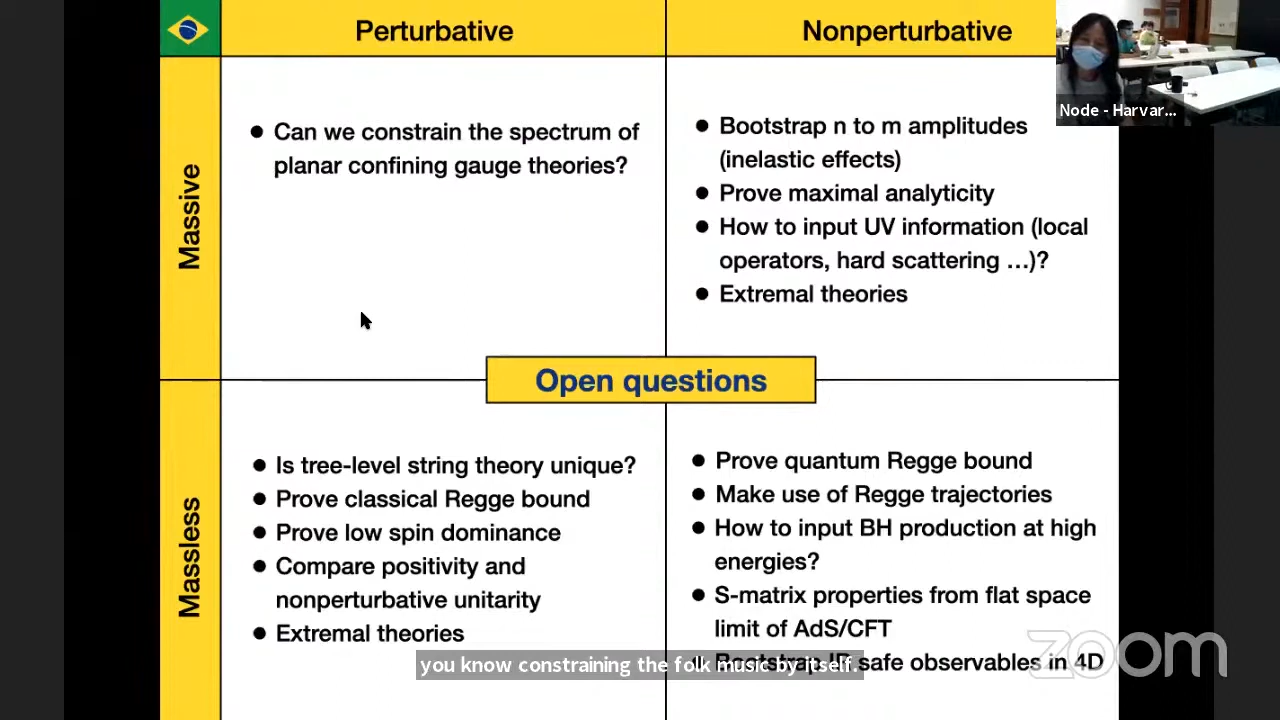 Perturbative
Nonperturbative
Node - Harvar...
Massive
● Can we constrain the spectrum of
planar confining gauge theories?
● Bootstrap n to m amplitudes
(inelastic effects)
● Prove maximal analyticity
● How to input UV information (local
operators, hard scattering ...)?
● Extremal theories
Open questions
Massless
● Is tree-level string theory unique?
● Prove classical Regge bound
● Prove low spin dominance
● Compare positivity and
nonperturbative unitarity
● Extremal theories
● Prove quantum Regge bound
● Make use of Regge trajectories
● How to input BH production at high
energies?
● S-matrix properties from flat space
limit of AdS/CFT
Bootstrap IR safe observables in 4D
you know constraining the folk music by itself.
zoom